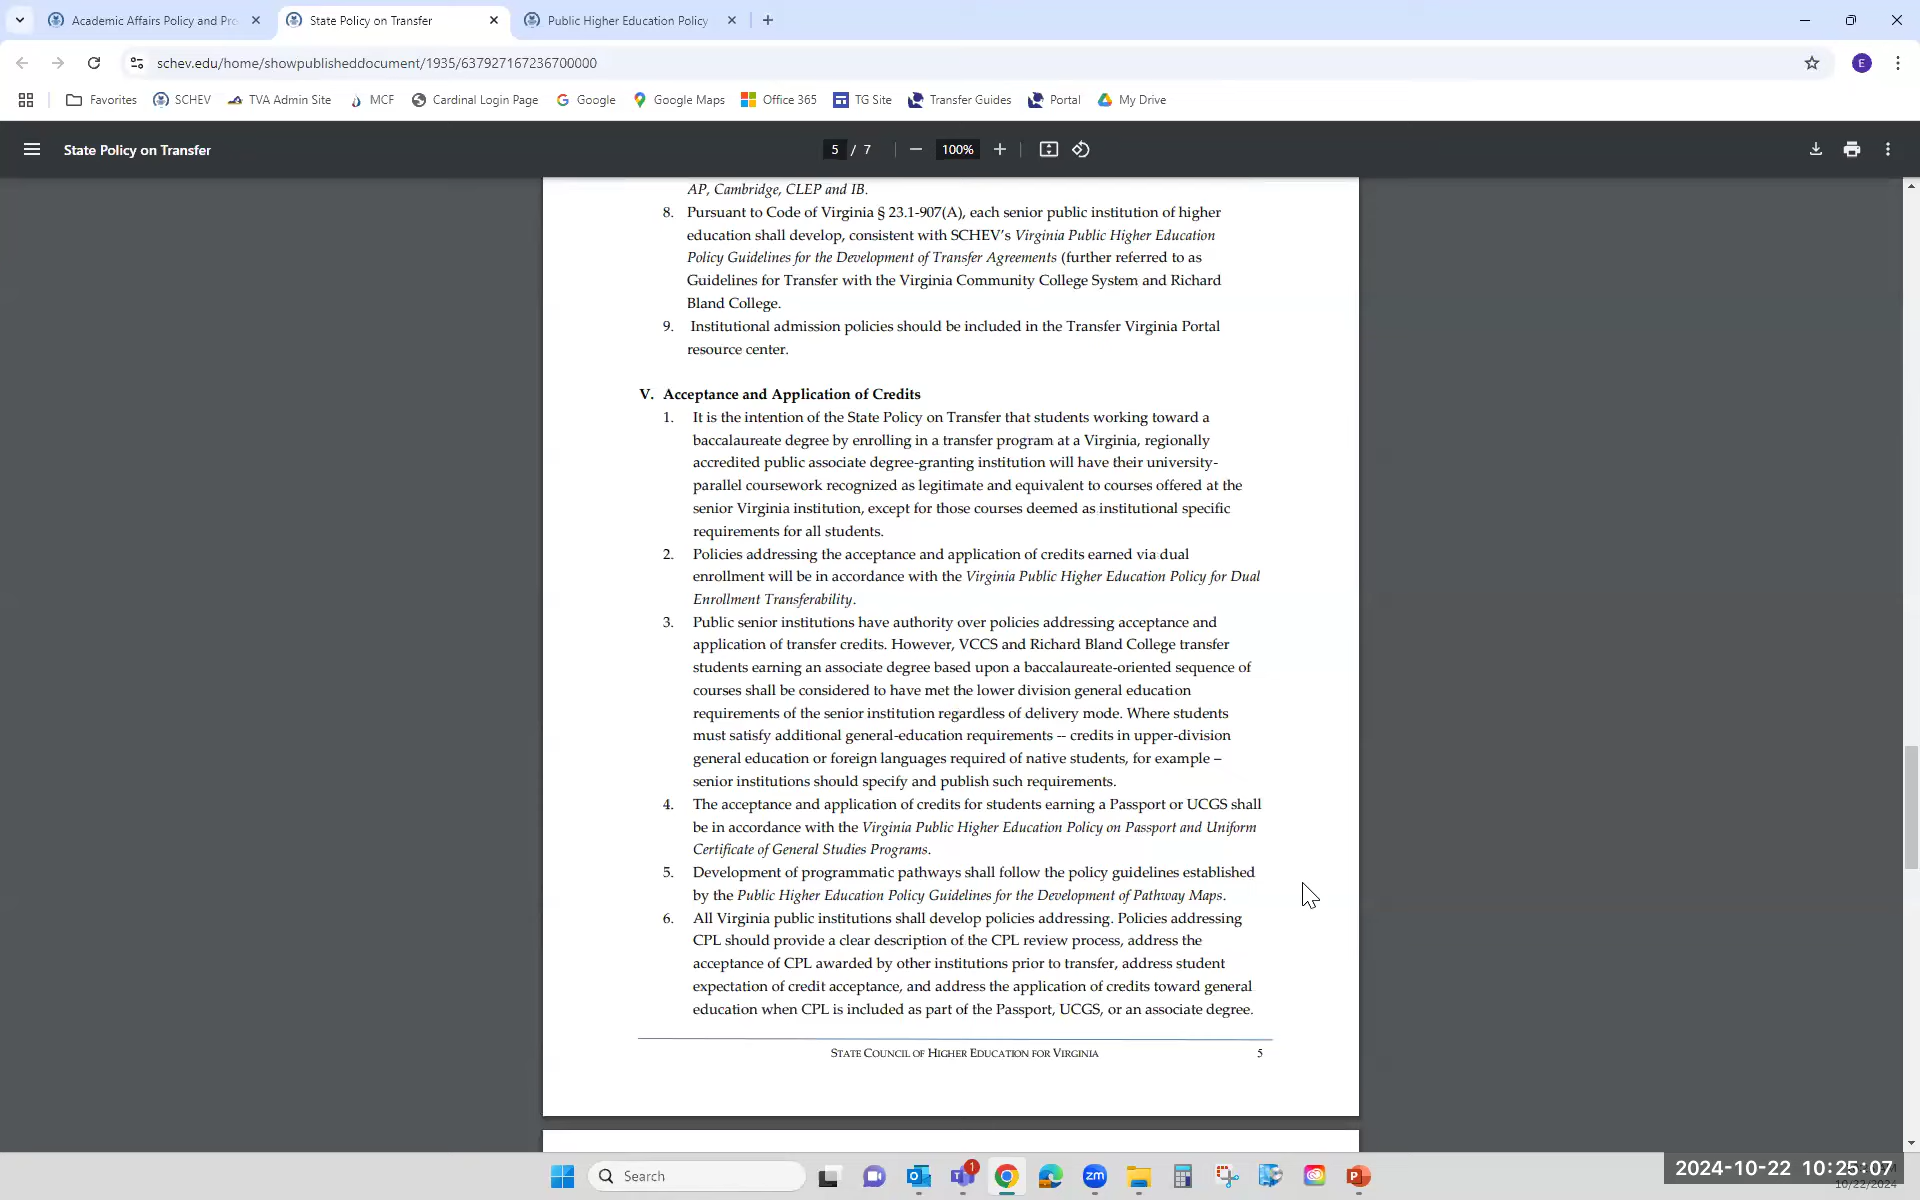 Academic Affairs Policy and Pro
State Policy on Transfer
Public Higher Education Policy
schev.edu/home/showpublisheddocument/1935/637927167236700000
E
Favorites SCHEV TVA Admin Site MCF Cardinal Login Page Google Google Maps Office 365 TG Site Transfer Guides Portal My Drive
State Policy on Transfer 5 / 7 100%
AP, Cambridge, CLEP and IB.
8. Pursuant to Code of Virginia § 23.1-907(A), each senior public institution of higher
education shall develop, consistent with SCHEV’s Virginia Public Higher Education
Policy Guidelines for the Development of Transfer Agreements (further referred to as
Guidelines for Transfer with the Virginia Community College System and Richard
Bland College.
9. Institutional admission policies should be included in the Transfer Virginia Portal
resource center.
V. Acceptance and Application of Credits
1. It is the intention of the State Policy on Transfer that students working toward a
baccalaureate degree by enrolling in a transfer program at a Virginia, regionally
accredited public associate degree-granting institution will have their university-
parallel coursework recognized as legitimate and equivalent to courses offered at the
senior Virginia institution, except for those courses deemed as institutional specific
requirements for all students.
2. Policies addressing the acceptance and application of credits earned via dual
enrollment will be in accordance with the Virginia Public Higher Education Policy for Dual
Enrollment Transferability.
3. Public senior institutions have authority over policies addressing acceptance and
application of transfer credits. However, VCCS and Richard Bland College transfer
students earning an associate degree based upon a baccalaureate-oriented sequence of
courses shall be considered to have met the lower division general education
requirements of the senior institution regardless of delivery mode. Where students
must satisfy additional general-education requirements -- credits in upper-division
general education or foreign languages required of native students, for example –
senior institutions should specify and publish such requirements.
4. The acceptance and application of credits for students earning a Passport or UCGS shall
be in accordance with the Virginia Public Higher Education Policy on Passport and Uniform
Certificate of General Studies Programs.
5. Development of programmatic pathways shall follow the policy guidelines established
by the Public Higher Education Policy Guidelines for the Development of Pathway Maps.
6. All Virginia public institutions shall develop policies addressing. Policies addressing
CPL should provide a clear description of the CPL review process, address the
acceptance of CPL awarded by other institutions prior to transfer, address student
expectation of credit acceptance, and address the application of credits toward general
education when CPL is included as part of the Passport, UCGS, or an associate degree.
STATE COUNCIL OF HIGHER EDUCATION FOR VIRGINIA 5
Search
1
zm
2024-10-22 10:25:07
10/22/2024